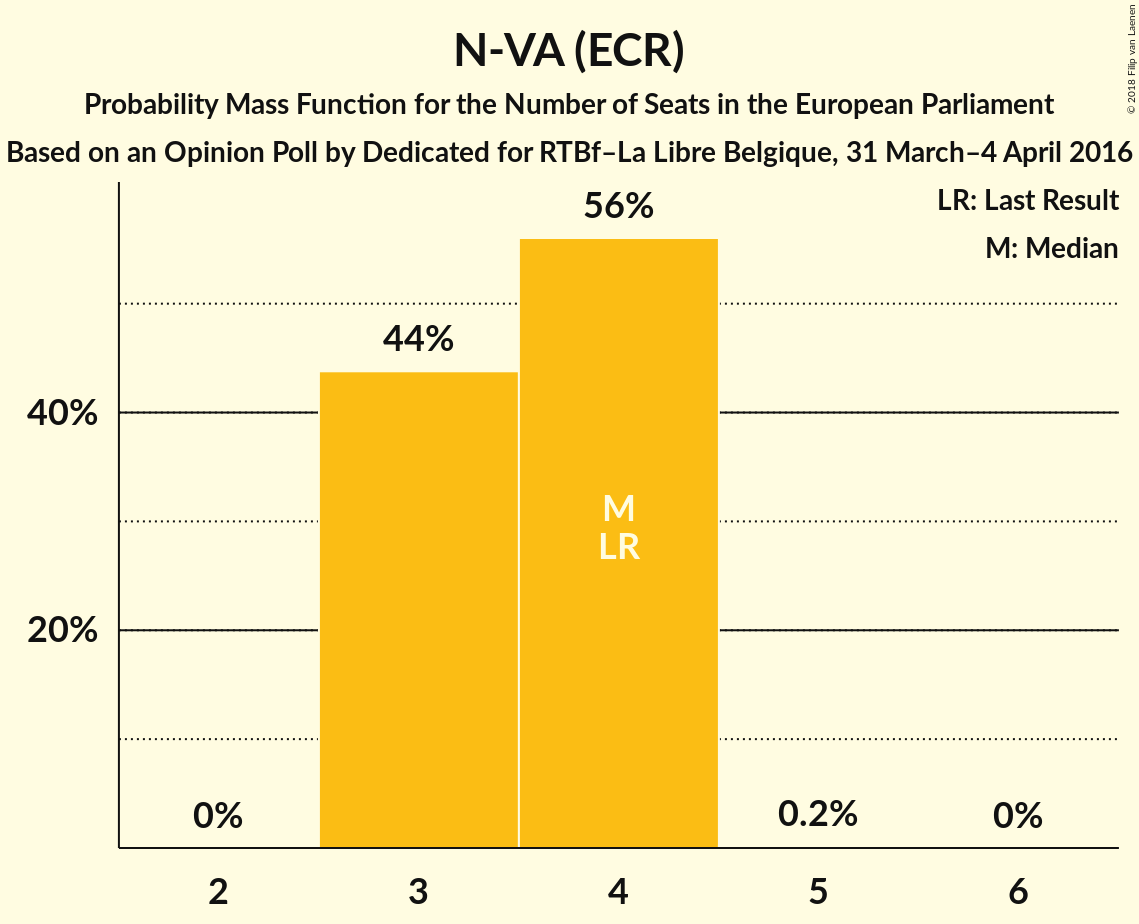 N-VA (ECR)
Probability Mass Function for the Number of Seats in the European Parliament
Based on an Opinion Poll by Dedicated for RTBf–La Libre Belgique, 31 March–4 April 2016
© 2018 Filip van Laenen
LR: Last Result
M: Median
56%
44%
40%
M
LR
20%
0%
0.2%
0%
2
3
4
5
6